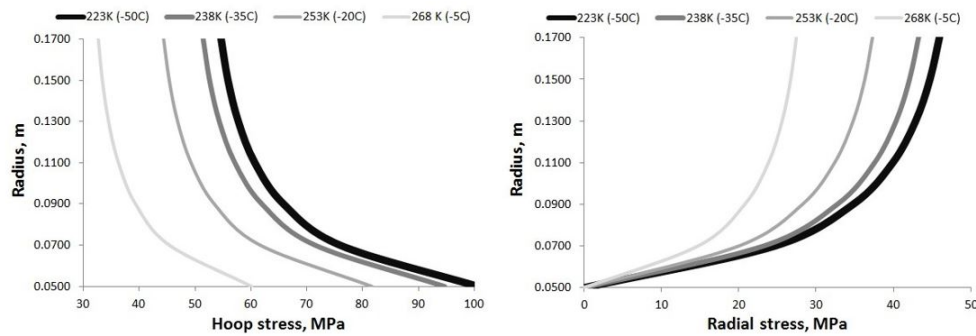 223K (-50C) 238K (-35C) 253K (-20C) 268 K (-5C)
0.1700
0.1500
0.1300
0.1100
0.0900
0.0700
0.0500
Radius, m
30 40 50 60 70 80 90 100
Hoop stress, MPa
223K (-50C) 238K (-35C) 253K (-20C) 268K (-5C)
0.1700
0.1500
0.1300
0.1100
0.0900
0.0700
0.0500
Radius, m
0 10 20 30 40 50
Radial stress, MPa